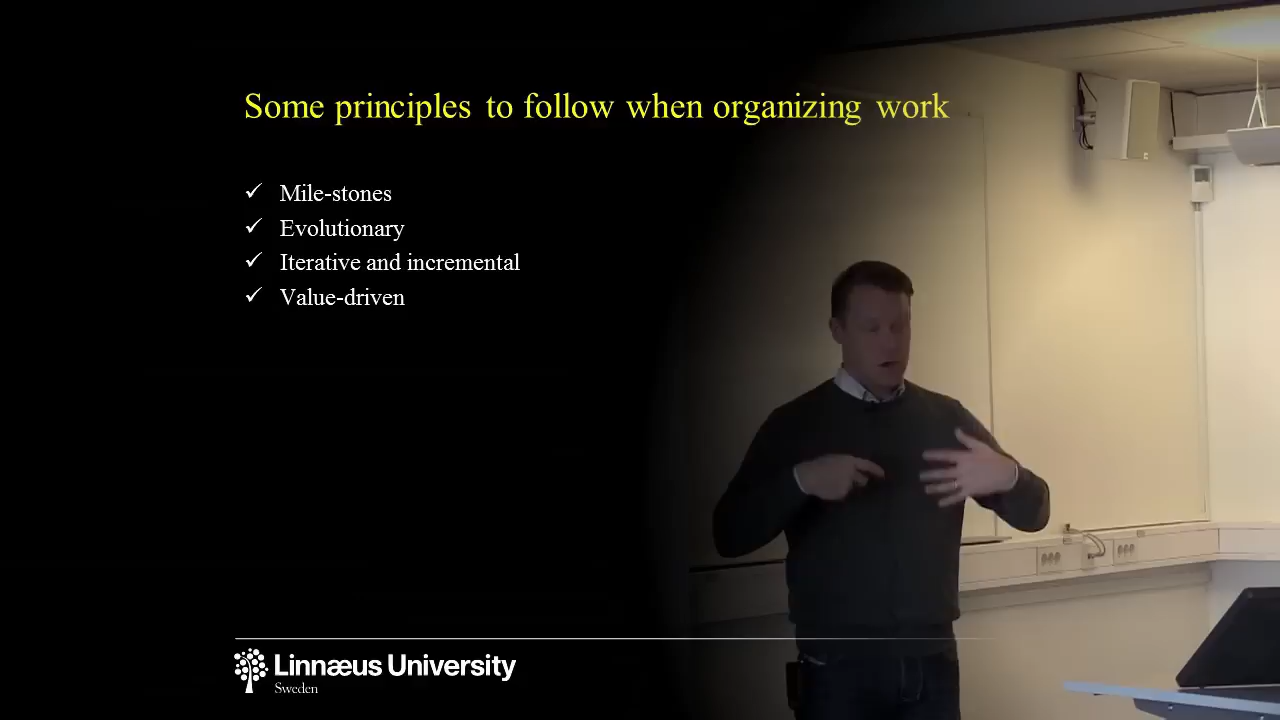 Some principles to follow when organizing work
Mile-stones
Evolutionary
Iterative and incremental
Value-driven
Linnæus University
Sweden